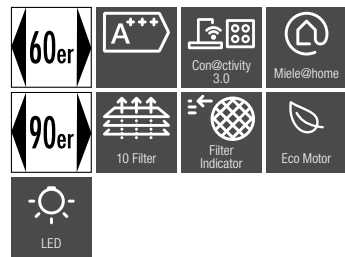 60er
A+++
Con@ctivity
3.0
Miele@home
90er
10 Filter
Filter
Indicator
Eco Motor
LED